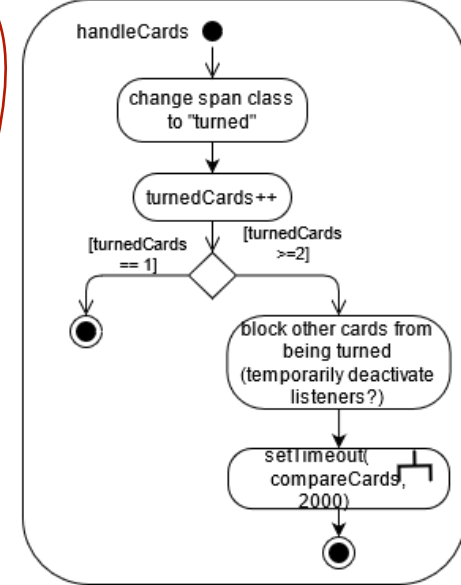 handleCards
change span class
to "turned"
turnedCards++
[turnedCards
== 1]
[turnedCards
>=2]
block other cards from
being turned
(temporarily deactivate
listeners?)
setTimeout(
compareCards,
2000)